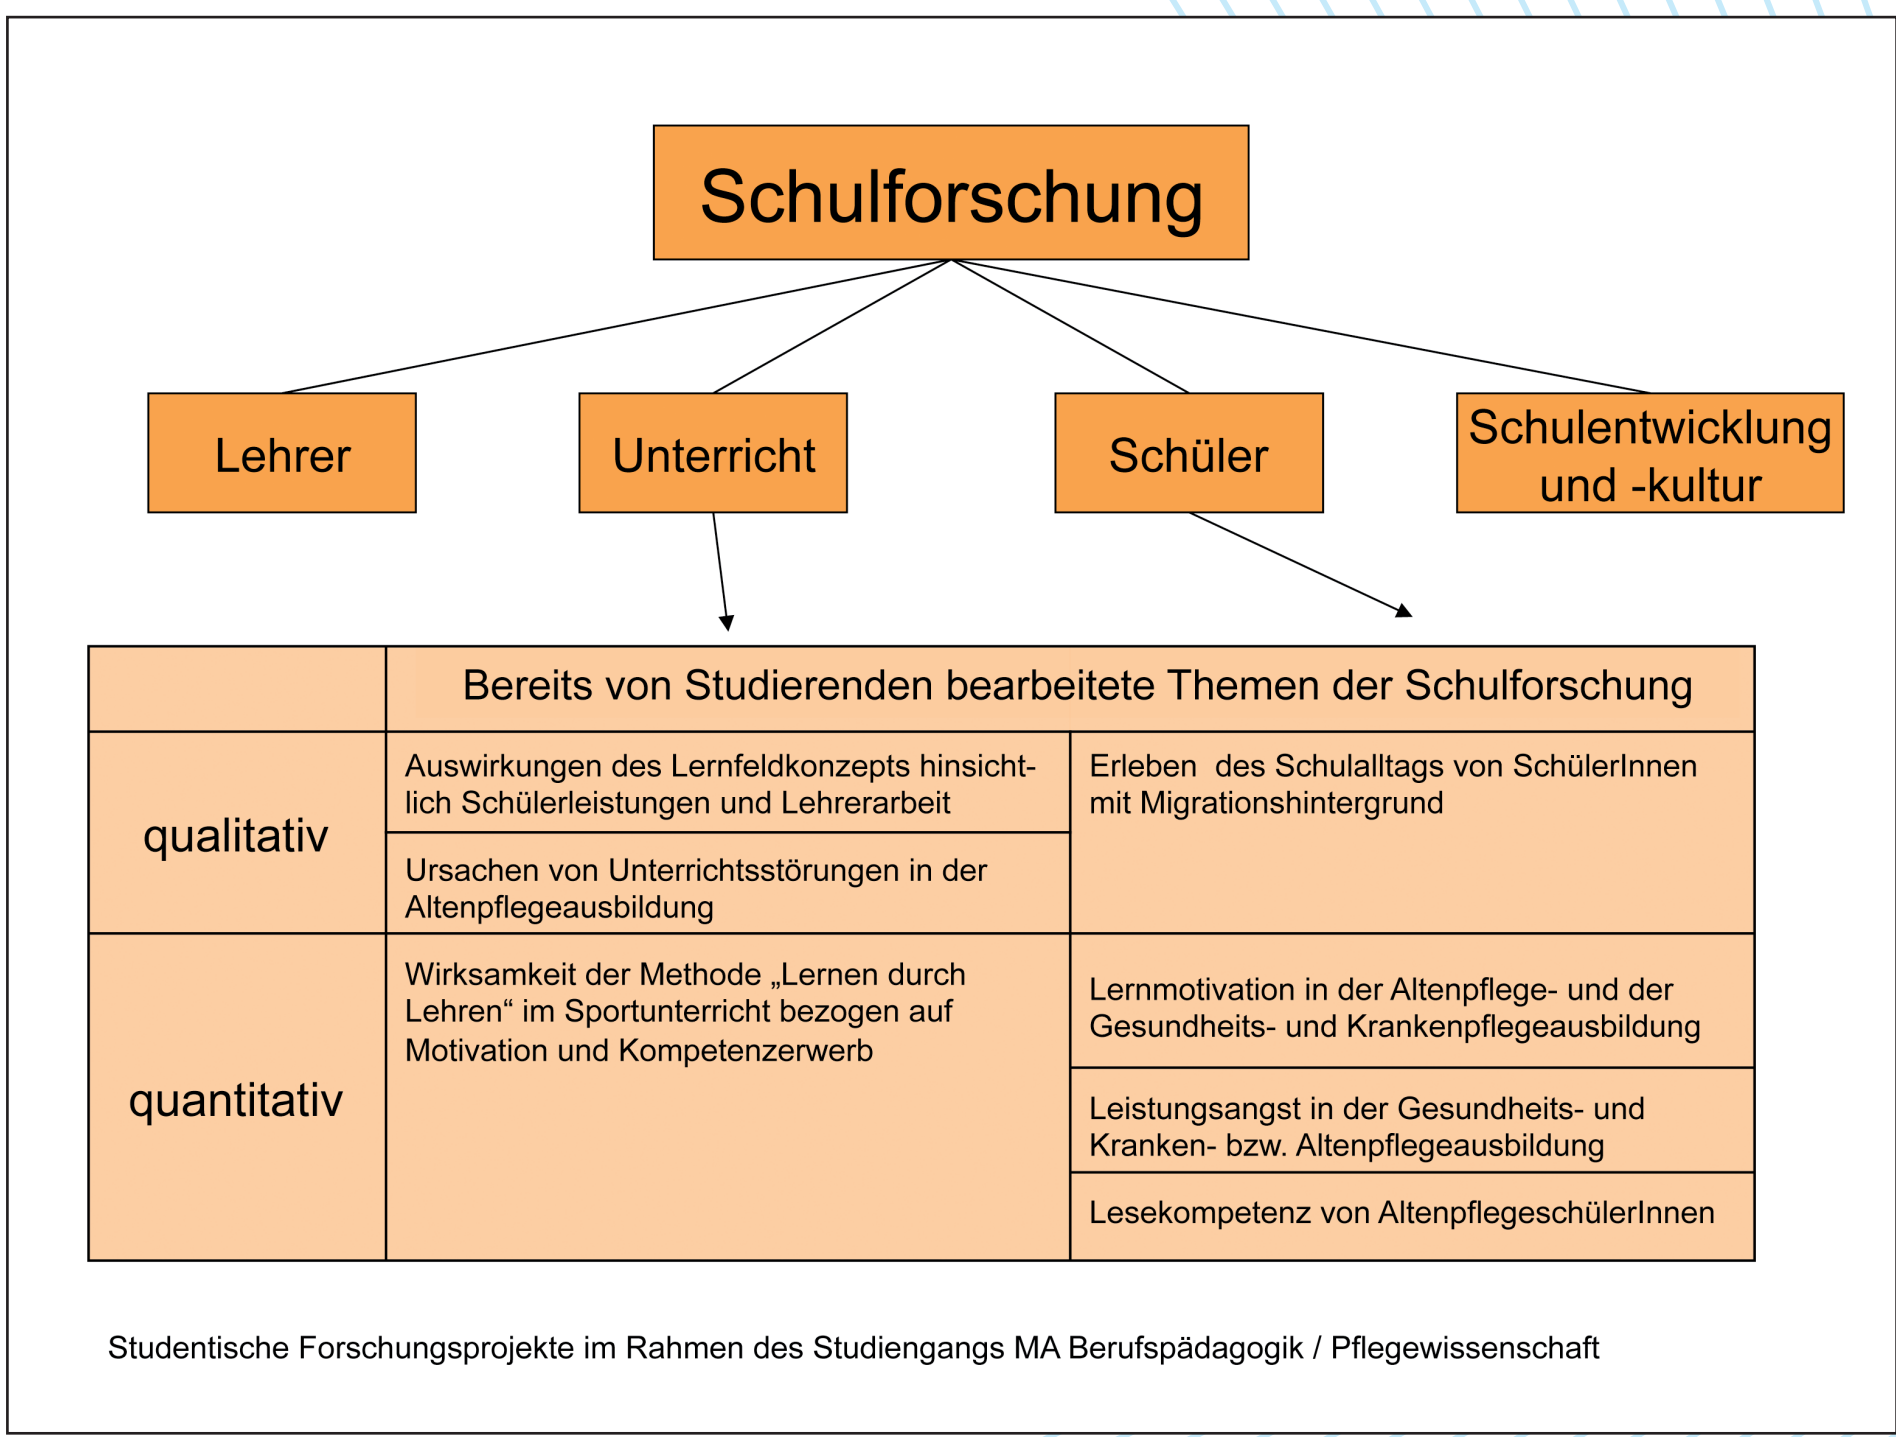 Schulforschung
Lehrer
Unterricht
Schüler
Schulentwicklung
und -kultur
Bereits von Studierenden bearbeitete Themen der Schulforschung
qualitativ
Auswirkungen des Lernfeldkonzepts hinsicht-
lich Schülerleistungen und Lehrerarbeit
Ursachen von Unterrichtsstörungen in der
Altenpflegeausbildung
Erleben  des Schulalltags von SchülerInnen
mit Migrationshintergrund
quantitativ
Wirksamkeit der Methode „Lernen durch
Lehren“ im Sportunterricht bezogen auf
Motivation und Kompetenzerwerb
Lernmotivation in der Altenpflege- und der
Gesundheits- und Krankenpflegeausbildung
Leistungsangst in der Gesundheits- und
Kranken- bzw. Altenpflegeausbildung
Lesekompetenz von AltenpflegeschülerInnen
Studentische Forschungsprojekte im Rahmen des Studiengangs MA Berufspädagogik / Pflegewissenschaft